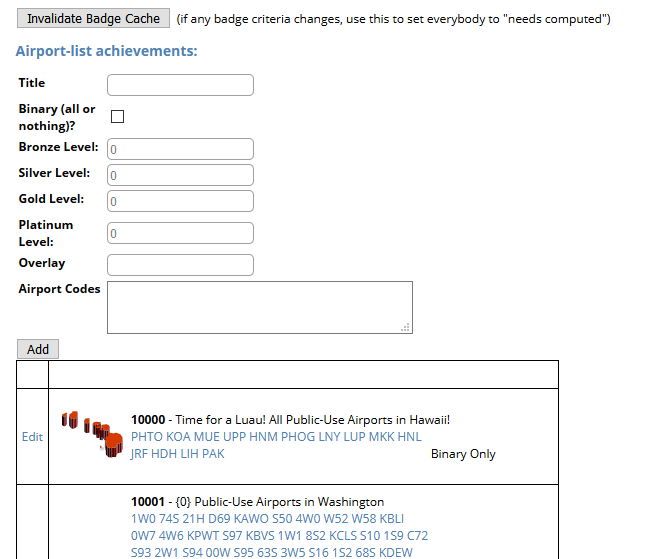 Invalidate Badge Cache (if any badge criteria changes, use this to set everybody to "needs computed")
Airport-list achievements:
Title
Binary (all or
nothing)?
Bronze Level: 0
Silver Level: 0
Gold Level: 0
Platinum
Level: 0
Overlay
Airport Codes
Add
10000 - Time for a Luau! All Public-Use Airports in Hawaii!
Edit PHTO KOA MUE UPP HNM PHOG LNY LUP MKK HNL
JRF HDH LIH PAK Binary Only
10001 - {0} Public-Use Airports in Washington
1W0 74S 21H D69 KAWO S50 4W0 W52 W58 KBLI
0W7 4W6 KPWT S97 KBVS 1W1 8S2 KCLS S10 1S9 C72
S93 2W1 S94 00W S95 63S 3W5 S16 1S2 68S KDEW